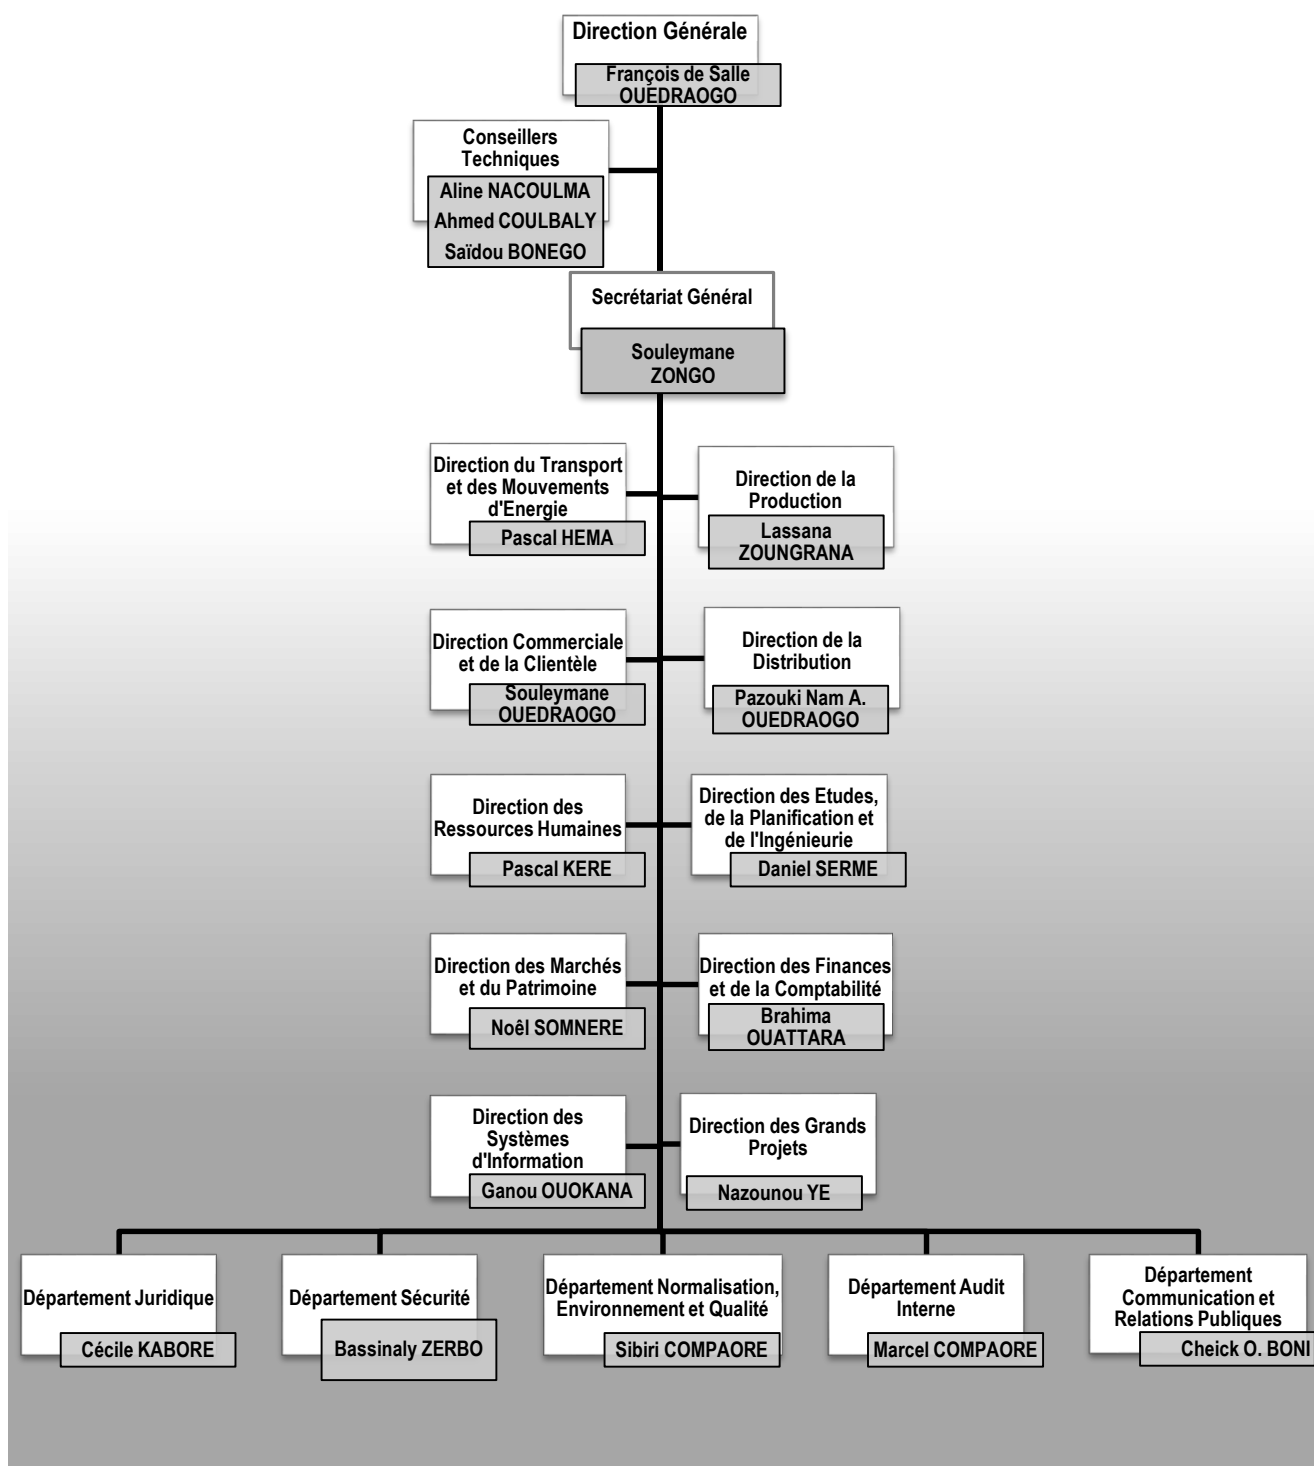 Direction Générale
François de Salle
OUEDRAOGO
Conseillers
Techniques
Aline NACOULMA
Ahmed COULBALY
Saïdou BONEGO
Secrétariat Général
Souleymane
ZONGO
Direction du Transport
et des Mouvements
d'Energie
Pascal HEMA
Direction de la
Production
Lassana
ZOUNGRANA
Direction Commerciale
et de la Clientèle
Souleymane
OUEDRAOGO
Direction de la
Distribution
Pazouki Nam A.
OUEDRAOGO
Direction des
Ressources Humaines
Pascal KERE
Direction des Etudes,
de la Planification et
de l'Ingénieurie
Daniel SERME
Direction des Marchés
et du Patrimoine
Noêl SOMNERE
Direction des Finances
et de la Comptabilité
Brahima
OUATTARA
Direction des
Systèmes
d'Information
Ganou OUOKANA
Direction des Grands
Projets
Nazounou YE
Département Juridique
Cécile KABORE
Département Sécurité
Bassinaly ZERBO
Département Normalisation,
Environnement et Qualité
Sibiri COMPAORE
Département Audit
Interne
Marcel COMPAORE
Département
Communication et
Relations Publiques
Cheick O. BONI